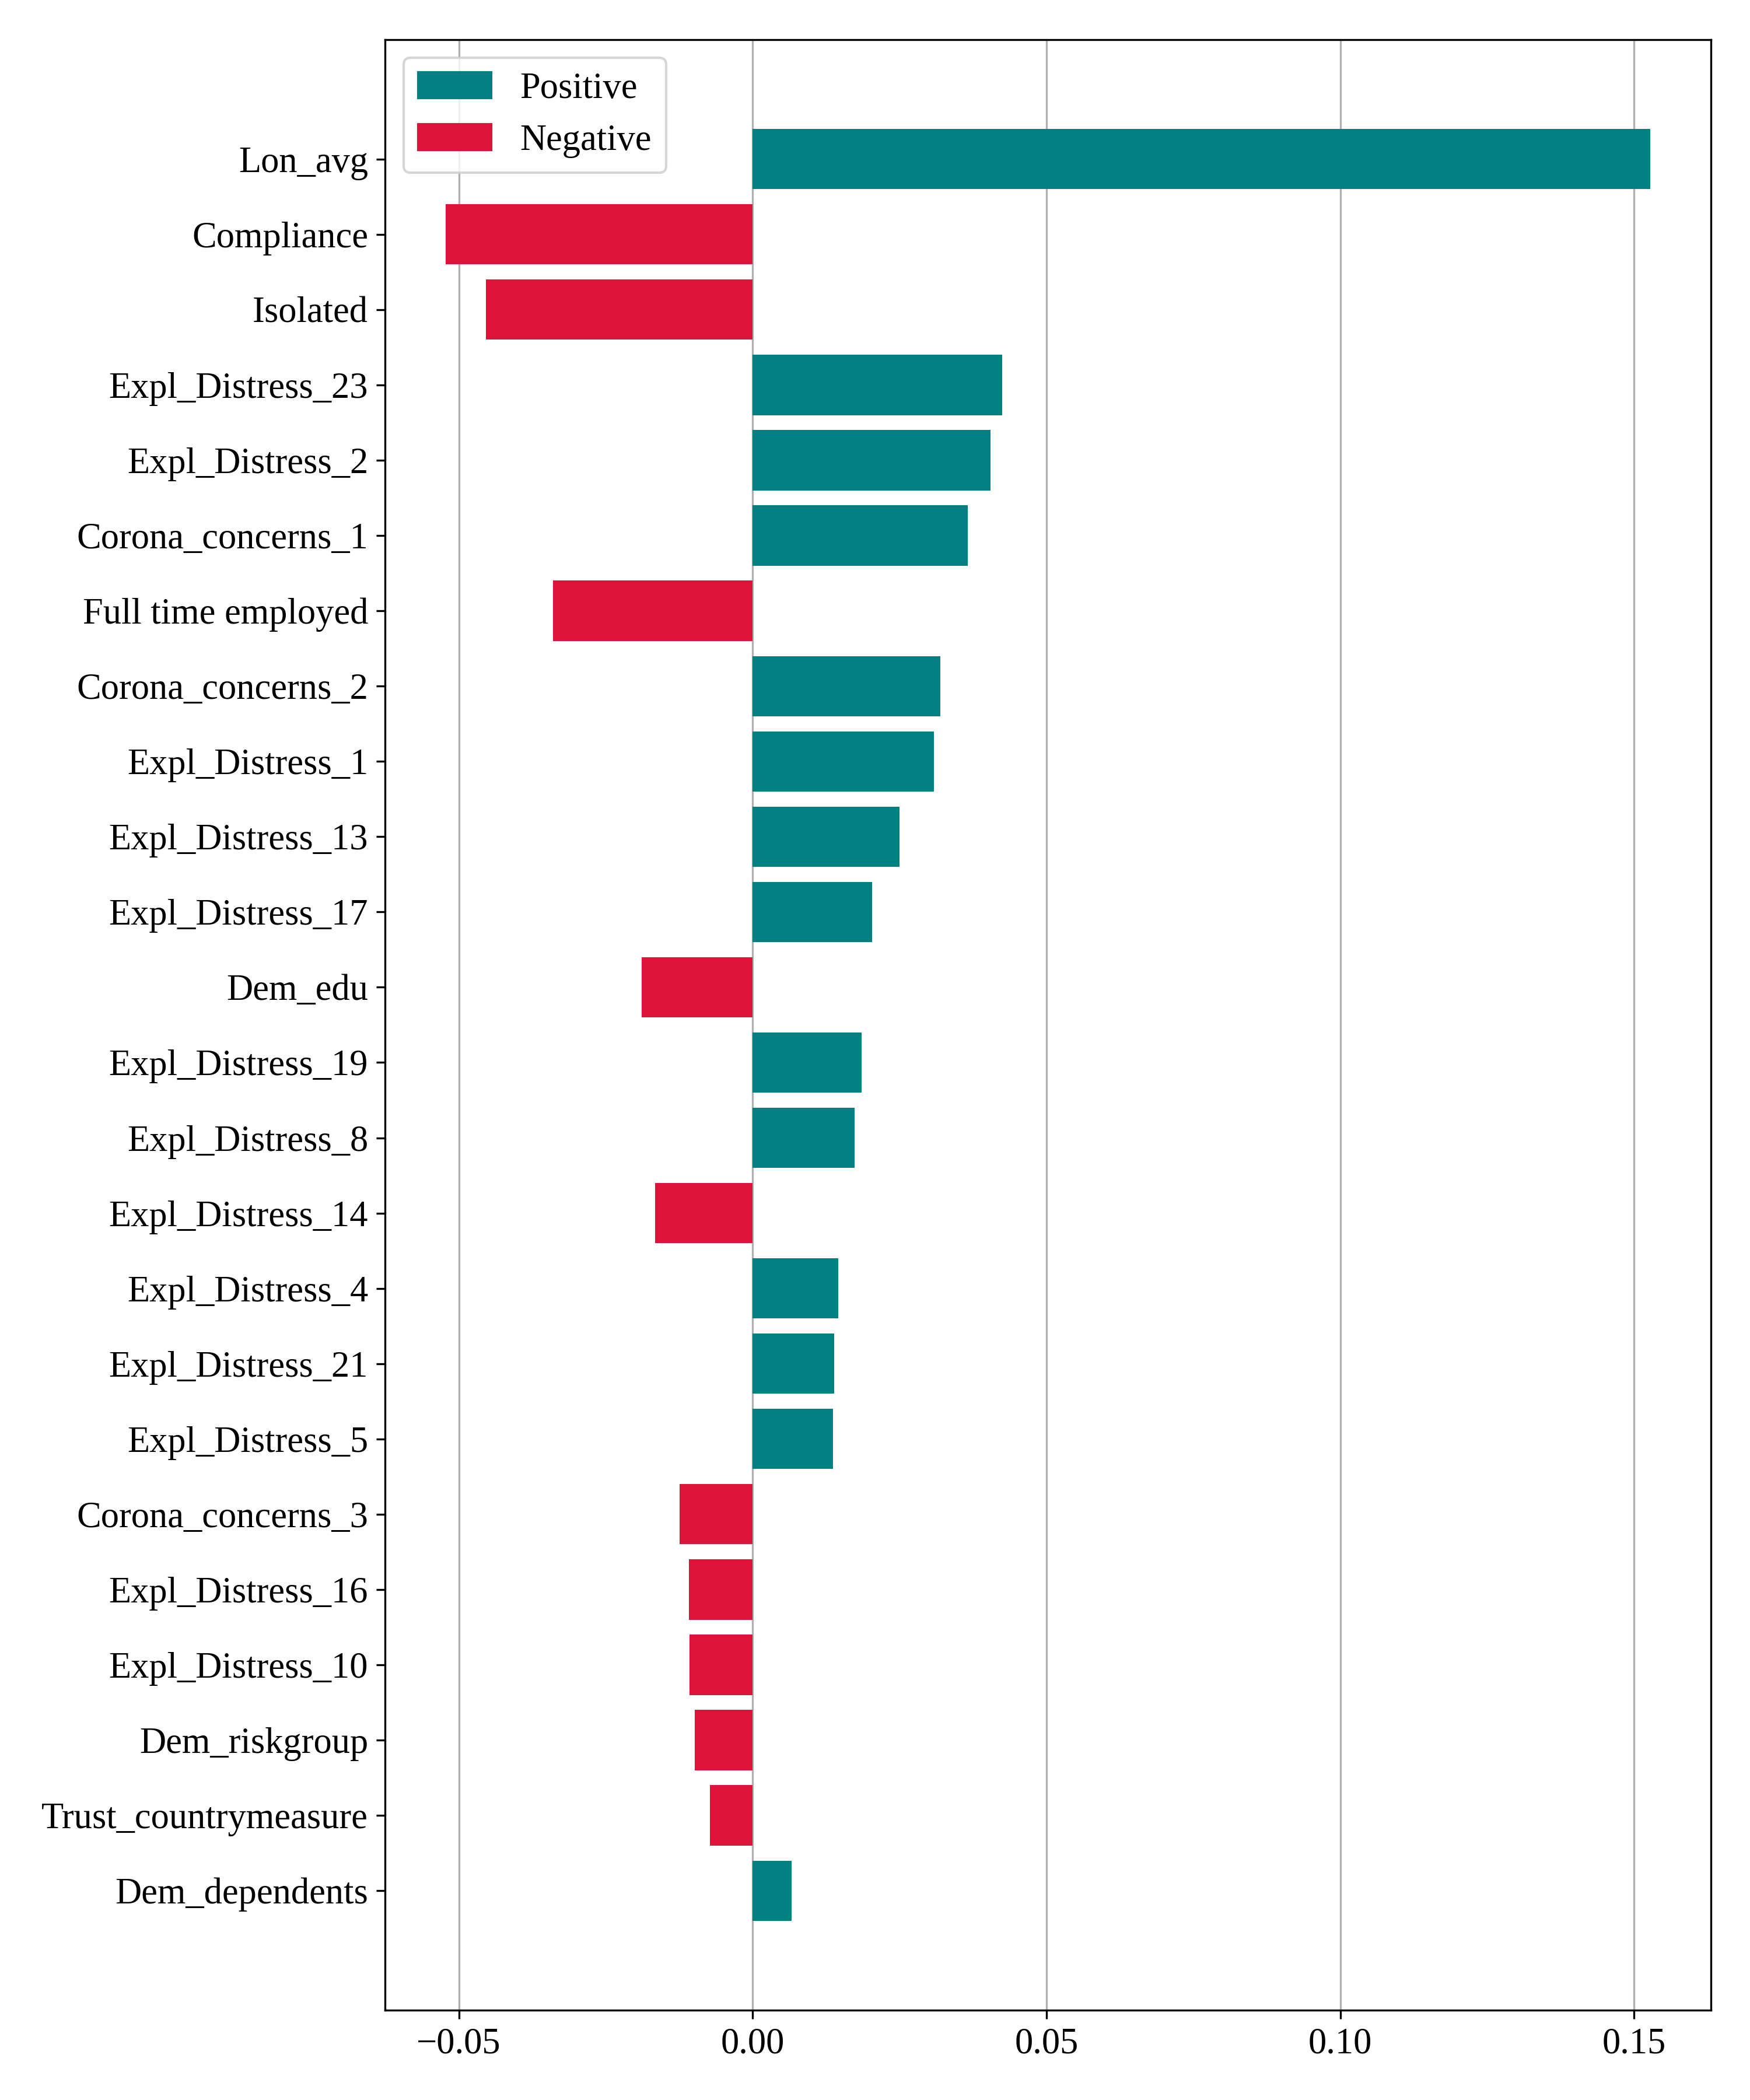 Positive
Negative
Lon_avg
Compliance
Isolated
Expl_Distress_23
Expl_Distress_2
Corona_concerns_1
Full time employed
Corona_concerns_2
Expl_Distress_1
Expl_Distress_13
Expl_Distress_17
Dem_edu
Expl_Distress_19
Expl_Distress_8
Expl_Distress_14
Expl_Distress_4
Expl_Distress_21
Expl_Distress_5
Corona_concerns_3
Expl_Distress_16
Expl_Distress_10
Dem_riskgroup
Trust_countrymeasure
Dem_dependents
−0.05 0.00 0.05 0.10 0.15